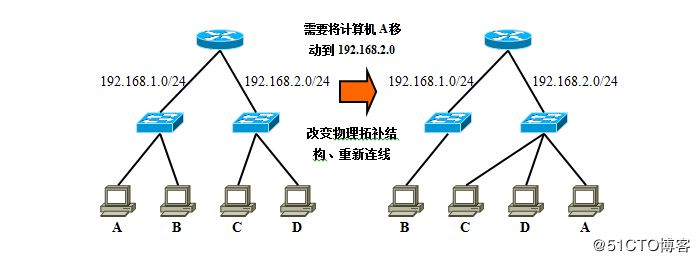 需要将计算机 A 移
动到 192.168.2.0
192.168.1.0/24
192.168.2.0/24
192.168.1.0/24
192.168.2.0/24
改变物理拓补结
构、重新连线
A
B
C
D
B
C
D
A
@51CTO博客